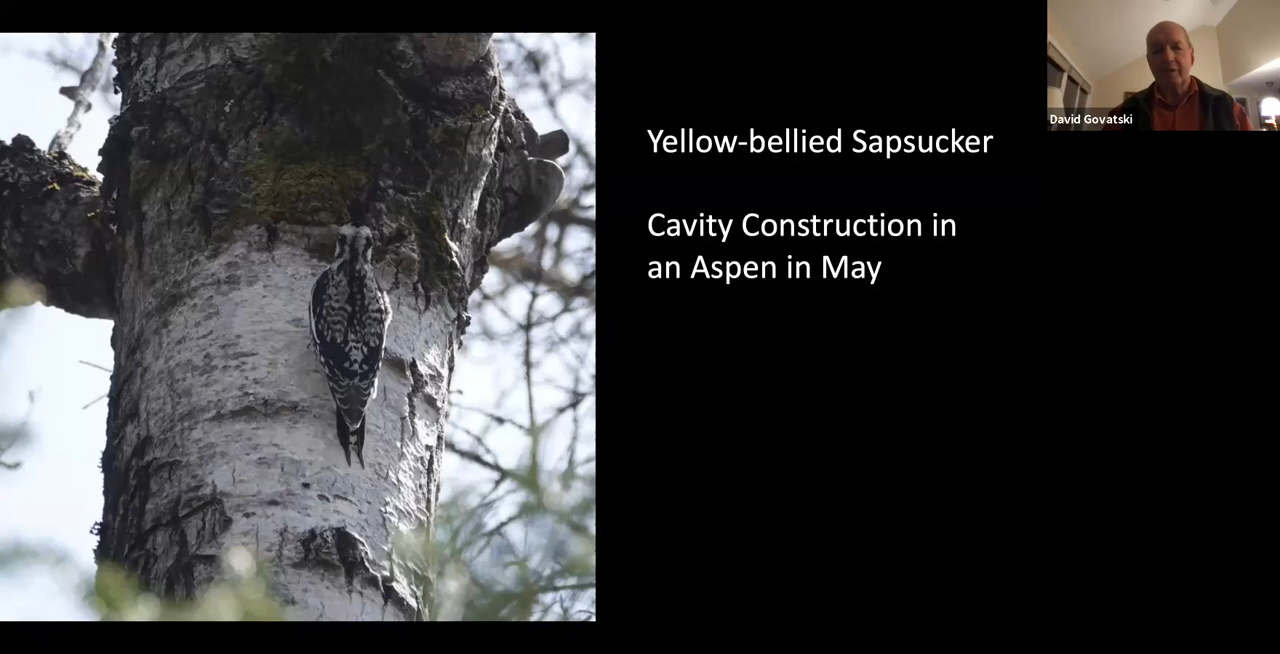 David Govatski
Yellow-bellied Sapsucker
Cavity Construction in
an Aspen in May